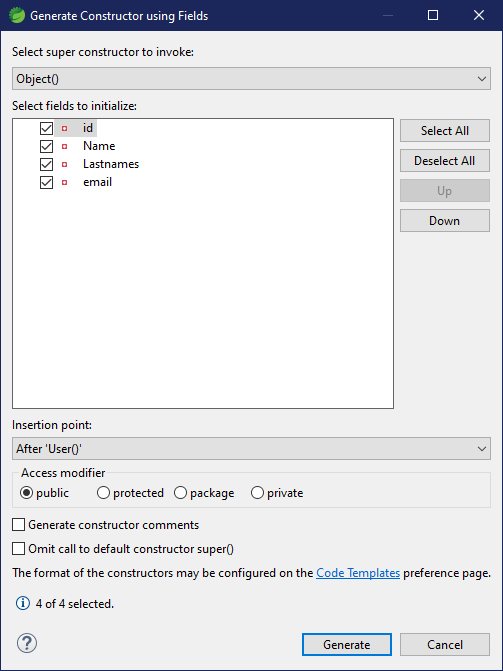 Generate Constructor using Fields
Select super constructor to invoke:
Object()
Select fields to initialize:
id
Name
Lastnames
email
Select All
Deselect All
Up
Down
Insertion point:
After 'User()'
Access modifier
public protected package private
Generate constructor comments
Omit call to default constructor super()
The format of the constructors may be configured on the Code Templates preference page.
4 of 4 selected.
Generate Cancel